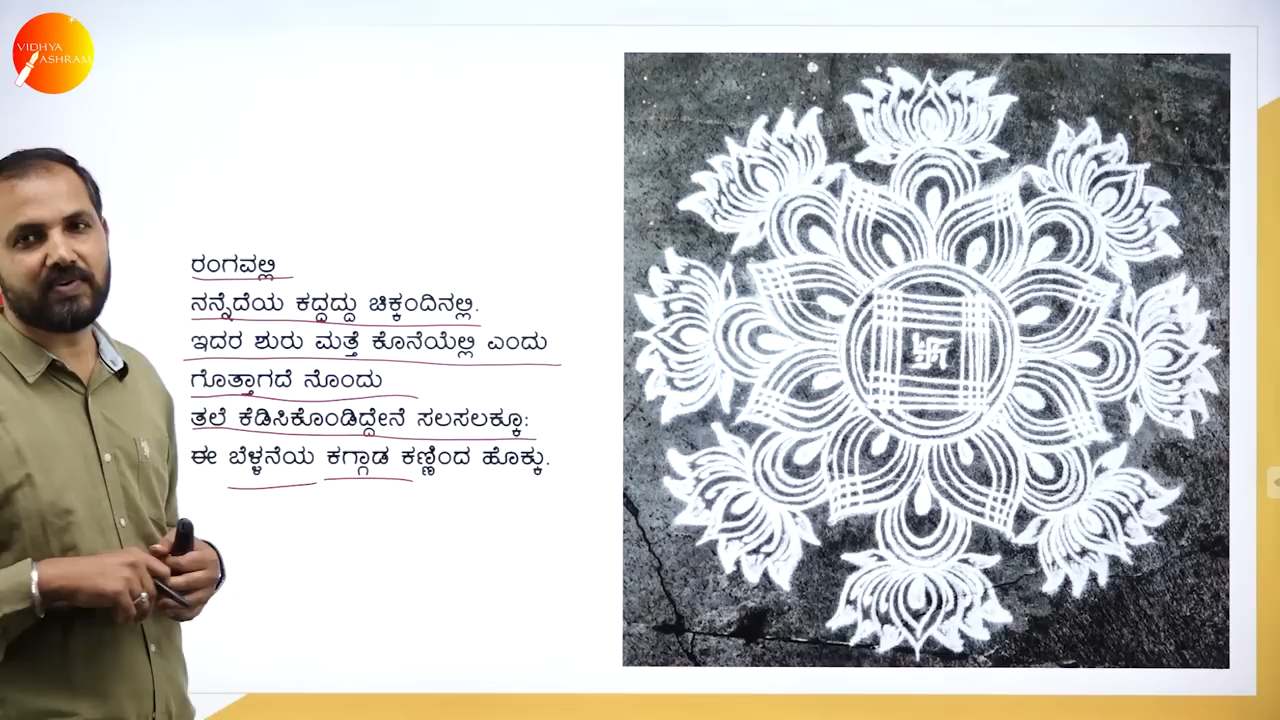 VIDHYA
ASHRAM
ರಂಗವಲ್ಲಿ
ನನ್ನೆದೆಯ ಕದ್ದದ್ದು ಚಿಕ್ಕಂದಿನಲ್ಲಿ.
ಇದರ ಶುರು ಮತ್ತೆ ಕೊನೆಯೆಲ್ಲಿ ಎಂದು
ಗೊತ್ತಾಗದೆ ನೊಂದು
ತಲೆ ಕೆಡಿಸಿಕೊಂಡಿದ್ದೇನೆ ಸಲಸಲಕ್ಕೂ:
ಈ ಬೆಳ್ಳನೆಯ ಕಗ್ಗಾಡ ಕಣ್ಣಿಂದ ಹೊಕ್ಕು.